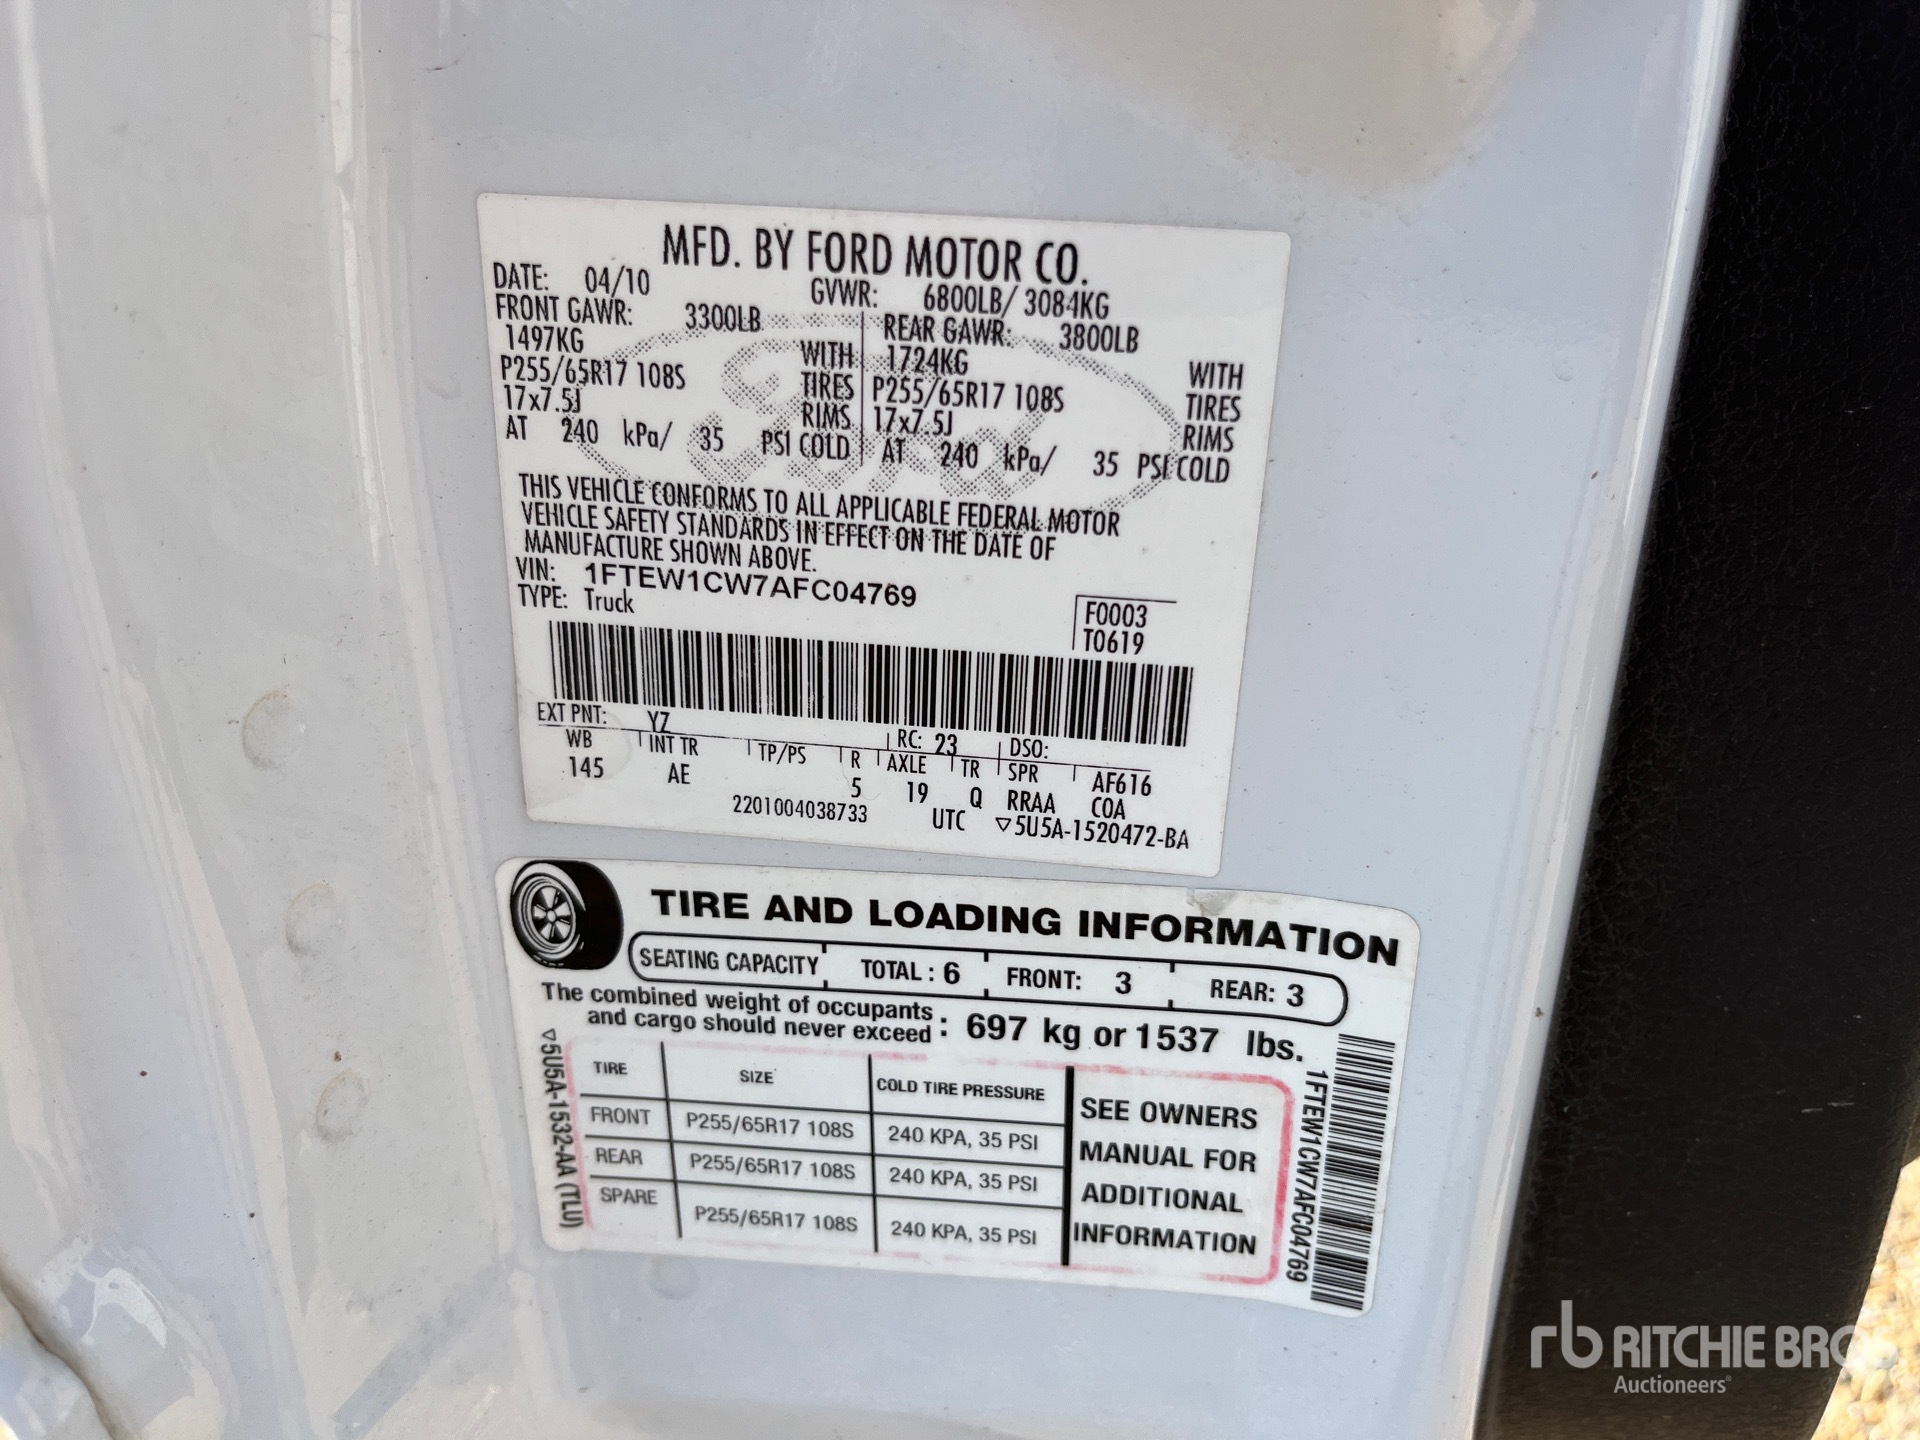 MFD. BY FORD MOTOR CO.
DATE: 04/10 GVWR: 6800LB/ 3084KG
FRONT GAWR: 3300LB REAR GAWR: 3800LB
1497KG WITH 1724KG WITH
P255/65R17 108S TIRES P255/65R17 108S TIRES
17x7.5J RIMS 17x7.5J RIMS
AT 240 kPa/ 35 PSI COLD AT 240 kPa/ 35 PSI COLD
Ford
THIS VEHICLE CONFORMS TO ALL APPLICABLE FEDERAL MOTOR
VEHICLE SAFETY STANDARDS IN EFFECT ON THE DATE OF
MANUFACTURE SHOWN ABOVE.
VIN: 1FTEW1CW7AFC04769
TYPE: Truck
F0003
T0619
EXT PNT: YZ RC: 23 DSO:
WB INT TR TP/PS R AXLE TR SPR AF616
145 AE 5 19 Q RRAA COA
2201004038733 UTC ▽5U5A-1520472-BA
TIRE AND LOADING INFORMATION
SEATING CAPACITY TOTAL : 6 FRONT: 3 REAR: 3
The combined weight of occupants
and cargo should never exceed : 697 kg or 1537 lbs.
TIRE SIZE COLD TIRE PRESSURE
FRONT P255/65R17 108S 240 KPA, 35 PSI
REAR P255/65R17 108S 240 KPA, 35 PSI
SPARE P255/65R17 108S 240 KPA, 35 PSI
SEE OWNERS
MANUAL FOR
ADDITIONAL
INFORMATION
▽5U5A-1532-AA (TLU)
1FTEW1CW7AFC04769
rb RITCHIE BROS
Auctioneers